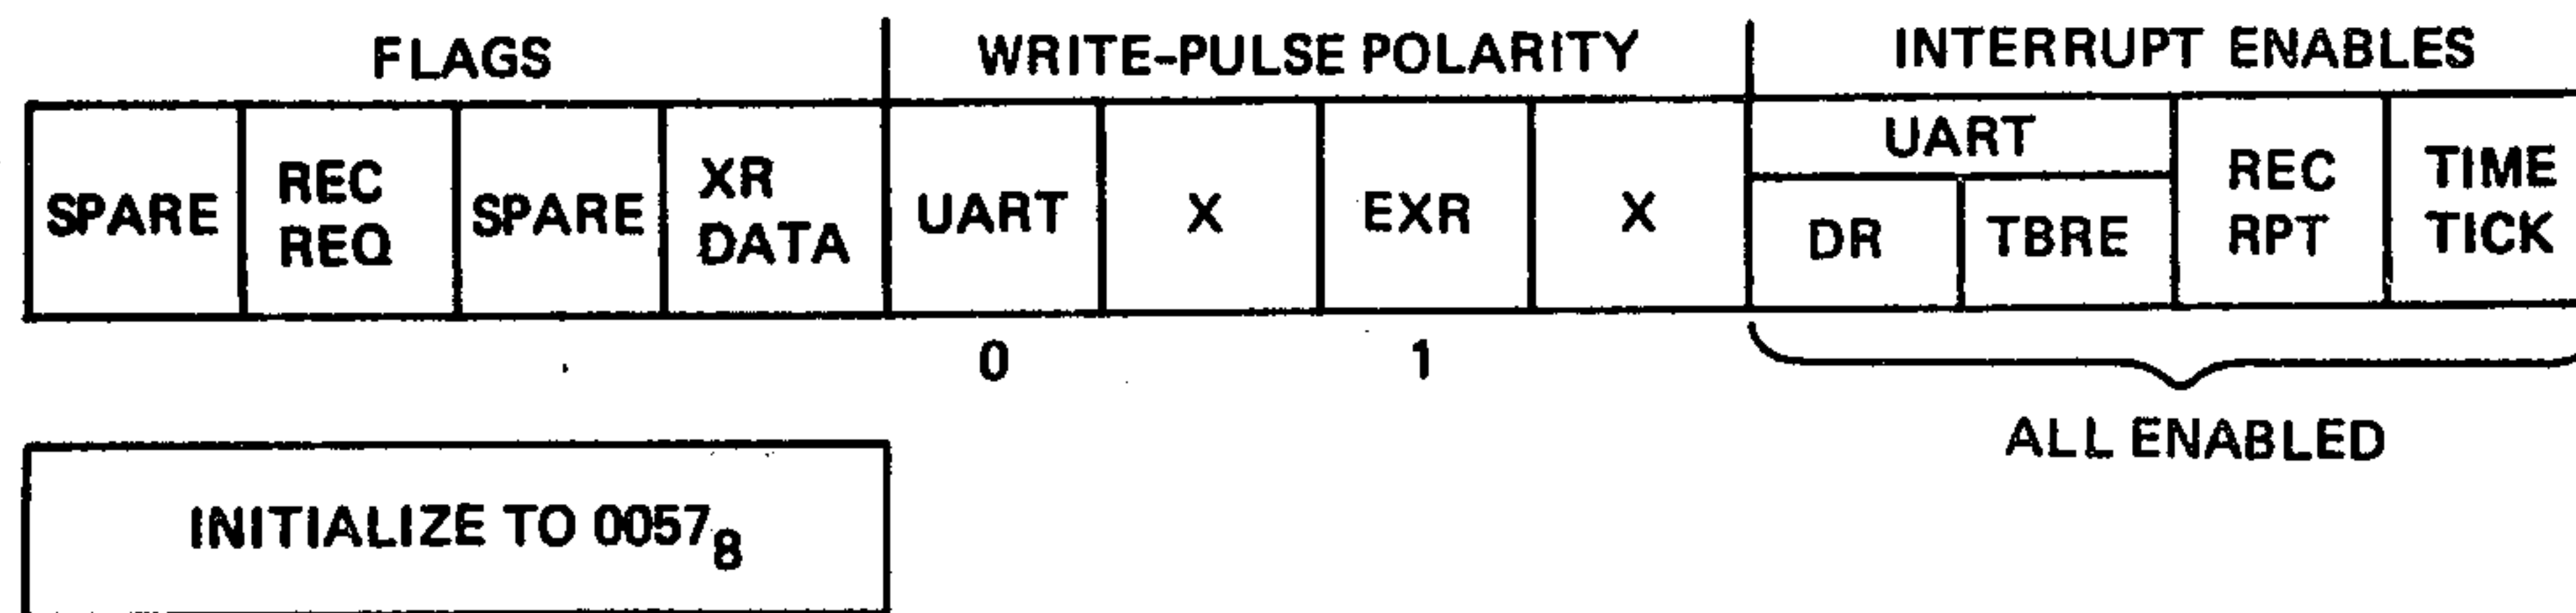 FLAGS WRITE-PULSE POLARITY INTERRUPT ENABLES
SPARE REC REQ SPARE XR DATA UART X EXR X UART DR TBRE REC RPT TIME TICK
0 1
ALL ENABLED
INITIALIZE TO 0057₈